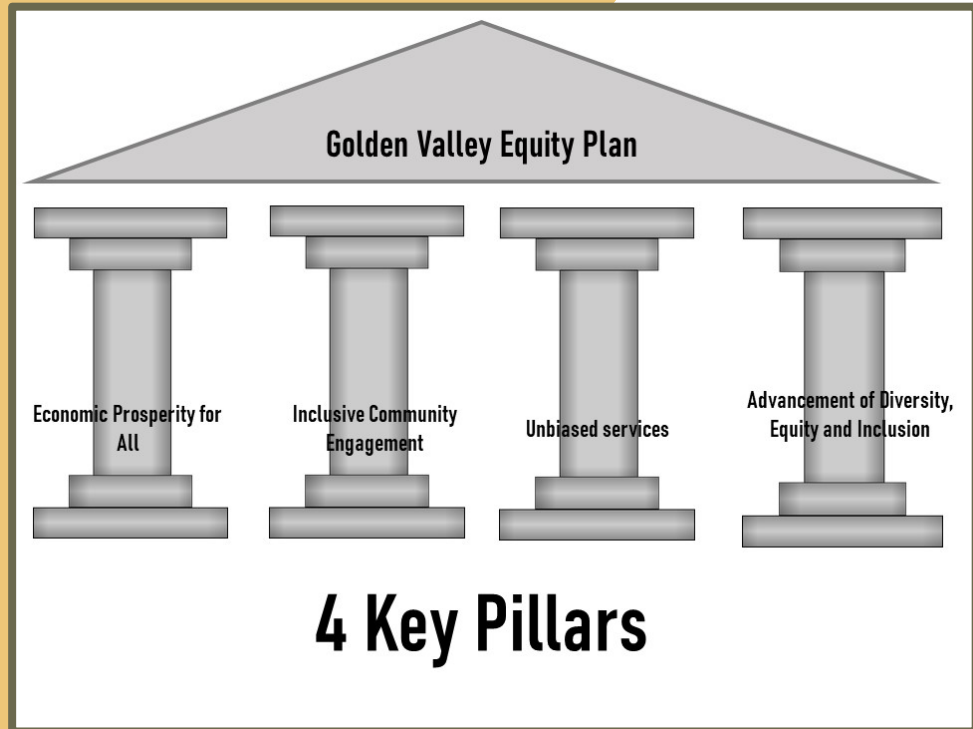 Golden Valley Equity Plan
Economic Prosperity for
All
Inclusive Community
Engagement
Unbiased services
Advancement of Diversity,
Equity and Inclusion
4 Key Pillars